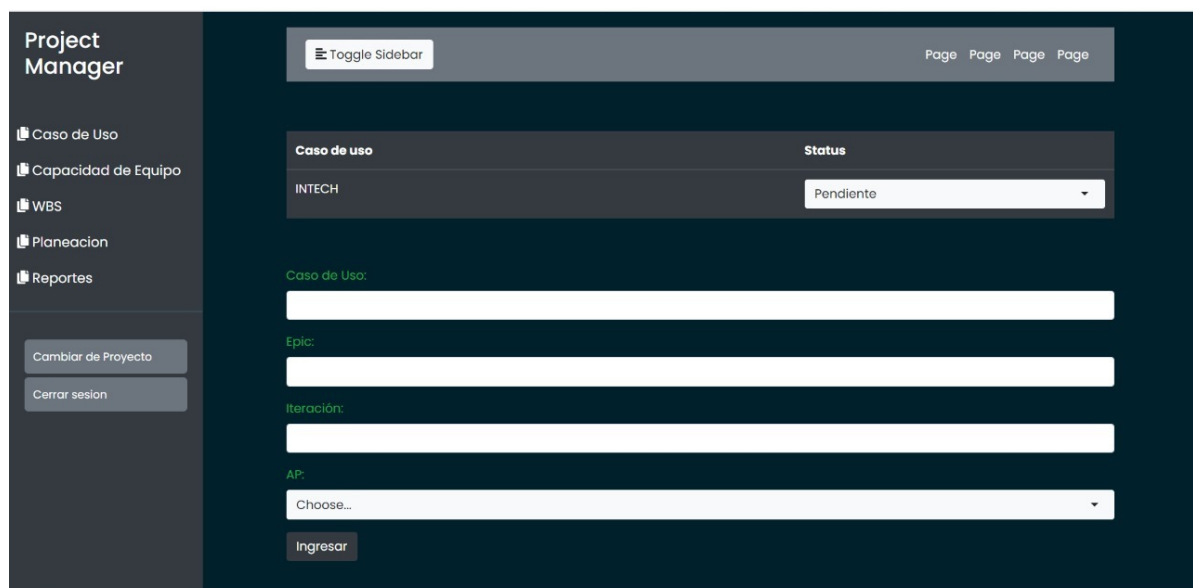 Project
Manager
Caso de Uso
Capacidad de Equipo
WBS
Planeacion
Reportes
Cambiar de Proyecto
Cerrar sesion
Toggle Sidebar
Page Page Page Page
Caso de uso Status
INTECH Pendiente
Caso de Uso:
Epic:
Iteración:
AP:
Choose...
Ingresar